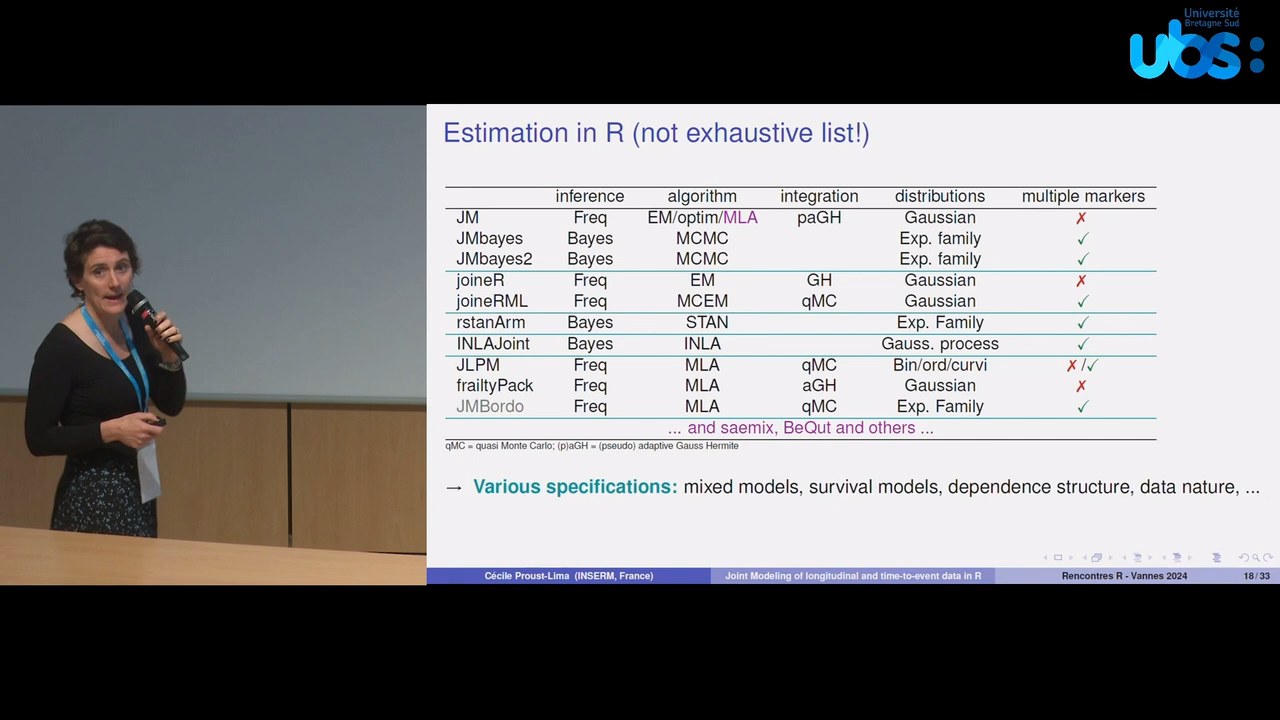 Université
Bretagne Sud
ubs:
Estimation in R (not exhaustive list!)
inference algorithm integration distributions multiple markers
JM Freq EM/optim/MLA paGH Gaussian ✗
JMbayes Bayes MCMC Exp. family ✓
JMbayes2 Bayes MCMC Exp. family ✓
joineR Freq EM GH Gaussian ✗
joineRML Freq MCEM qMC Gaussian ✓
rstanArm Bayes STAN Exp. Family ✓
INLAJoint Bayes INLA Gauss. process ✓
JLPM Freq MLA qMC Bin/ord/curvi ✗/✓
frailtyPack Freq MLA aGH Gaussian ✗
JMBordo Freq MLA qMC Exp. Family ✓
... and saemix, BeQut and others ...
qMC = quasi Monte Carlo; (p)aGH = (pseudo) adaptive Gauss Hermite
→ Various specifications: mixed models, survival models, dependence structure, data nature, ...
Cécile Proust-Lima (INSERM, France) Joint Modeling of longitudinal and time-to-event data in R Rencontres R - Vannes 2024 18 / 33